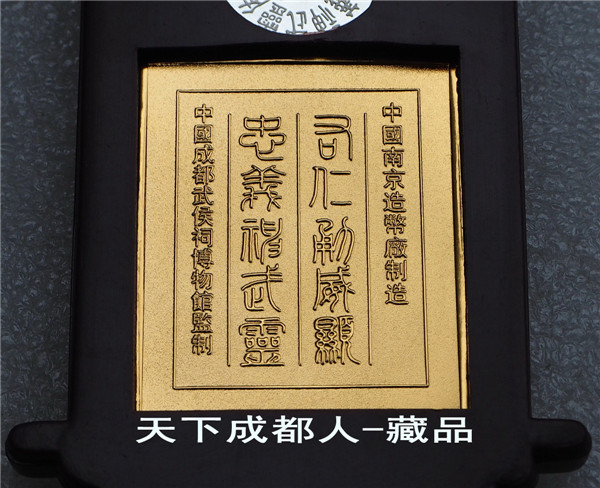 中國南京造幣廠制造
右仁勇威顯
忠義神武靈
中國成都武侯祠博物館監制
天下成都人-藏品